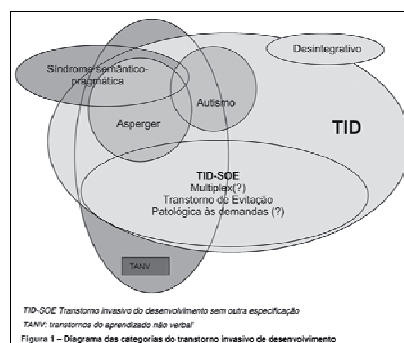 Desintegrativo
Síndrome semântico-
pragmática
Autismo
Asperger
TID
TID-SOE
Multiplex(?)
Transtorno de Evitação
Patológica às demandas (?)
TANV
TID-SOE Transtorno invasivo do desenvolvimento sem outra especificação
TANV: transtornos do aprendizado não verbal
Figura 1 – Diagrama das categorias do transtorno invasivo de desenvolvimento